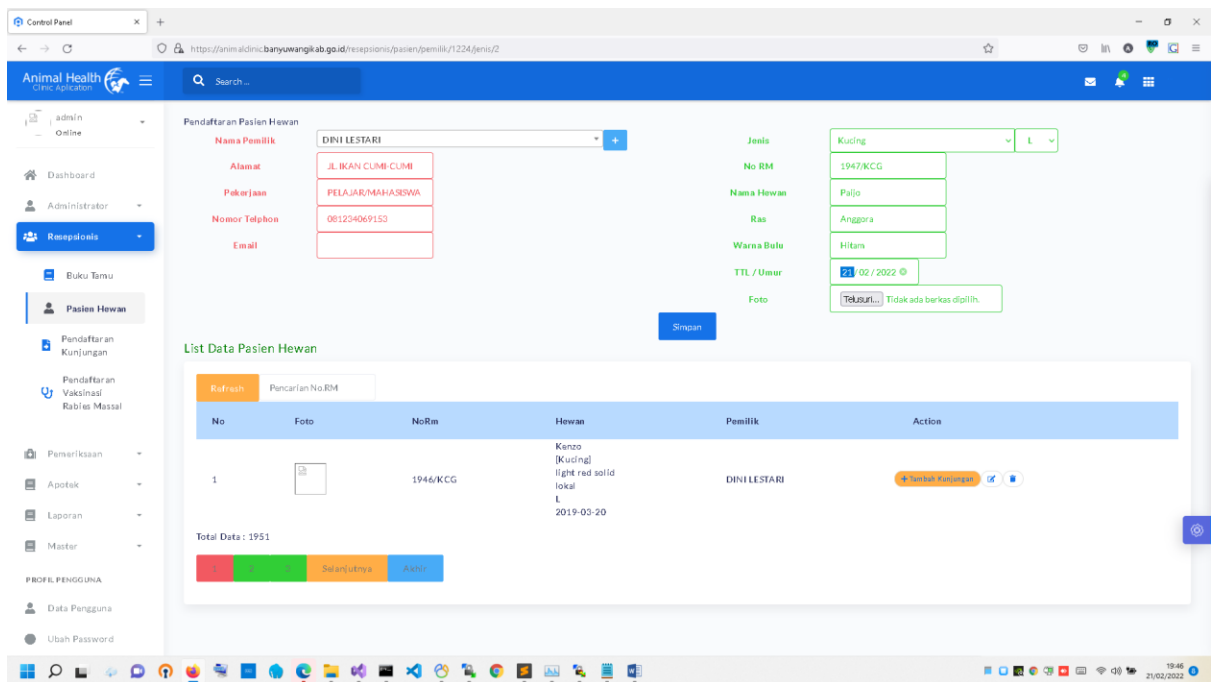 Control Panel
https://animalclinic.banyuwangikab.go.id/resepsionis/pasien/pemilik/1224/jenis/2
Animal Health
Clinic Aplication
Search ...
admin
Online
Dashboard
Administrator
Resepsionis
Buku Tamu
Pasien Hewan
Pendaftaran
Kunjungan
Pendaftaran
Vaksinasi
Rabies Massal
Pemeriksaan
Apotek
Laporan
Master
PROFIL PENGGUNA
Data Pengguna
Ubah Password
Pendaftaran Pasien Hewan
Nama Pemilik DINI LESTARI +
Alamat JL. IKAN CUMI-CUMI
Pekerjaan PELAJAR/MAHASISWA
Nomor Telphon 081234069153
Email
Jenis Kucing L
No RM 1947/KCG
Nama Hewan Paijo
Ras Anggora
Warna Bulu Hitam
TTL / Umur 21 / 02 / 2022
Foto Telusuri... Tidak ada berkas dipilih.
Simpan
List Data Pasien Hewan
Refresh Pencarian No.RM
No Foto NoRm Hewan Pemilik Action
Kenzo
[Kucing]
light red solid
1 1946/KCG lokal DINI LESTARI + Tambah Kunjungan
L
2019-03-20
Total Data : 1951
1 2 3 Selanjutnya Akhir
19:46
21/02/2022